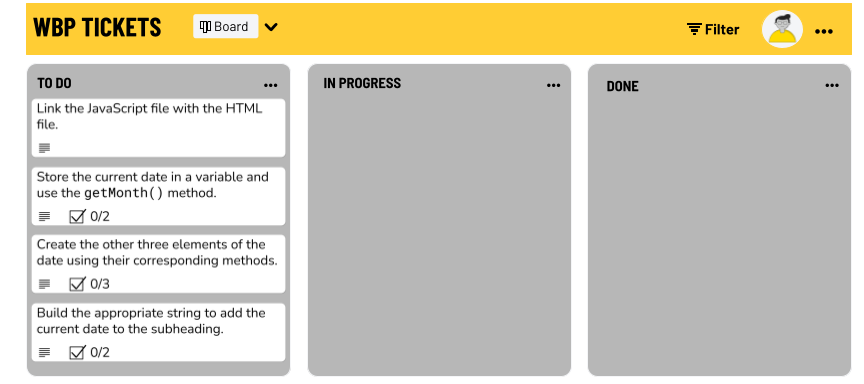 WBP TICKETS
Board
Filter
TO DO
Link the JavaScript file with the HTML
file.
Store the current date in a variable and
use the getMonth() method.
0/2
Create the other three elements of the
date using their corresponding methods.
0/3
Build the appropriate string to add the
current date to the subheading.
0/2
IN PROGRESS
DONE